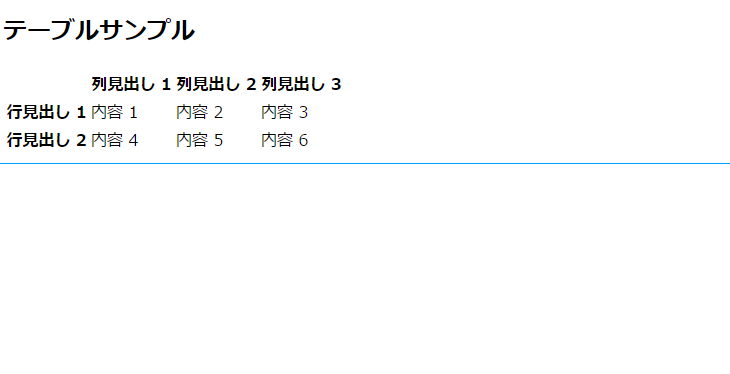 テーブルサンプル
列見出し 1 列見出し 2 列見出し 3
行見出し 1 内容 1 内容 2 内容 3
行見出し 2 内容 4 内容 5 内容 6